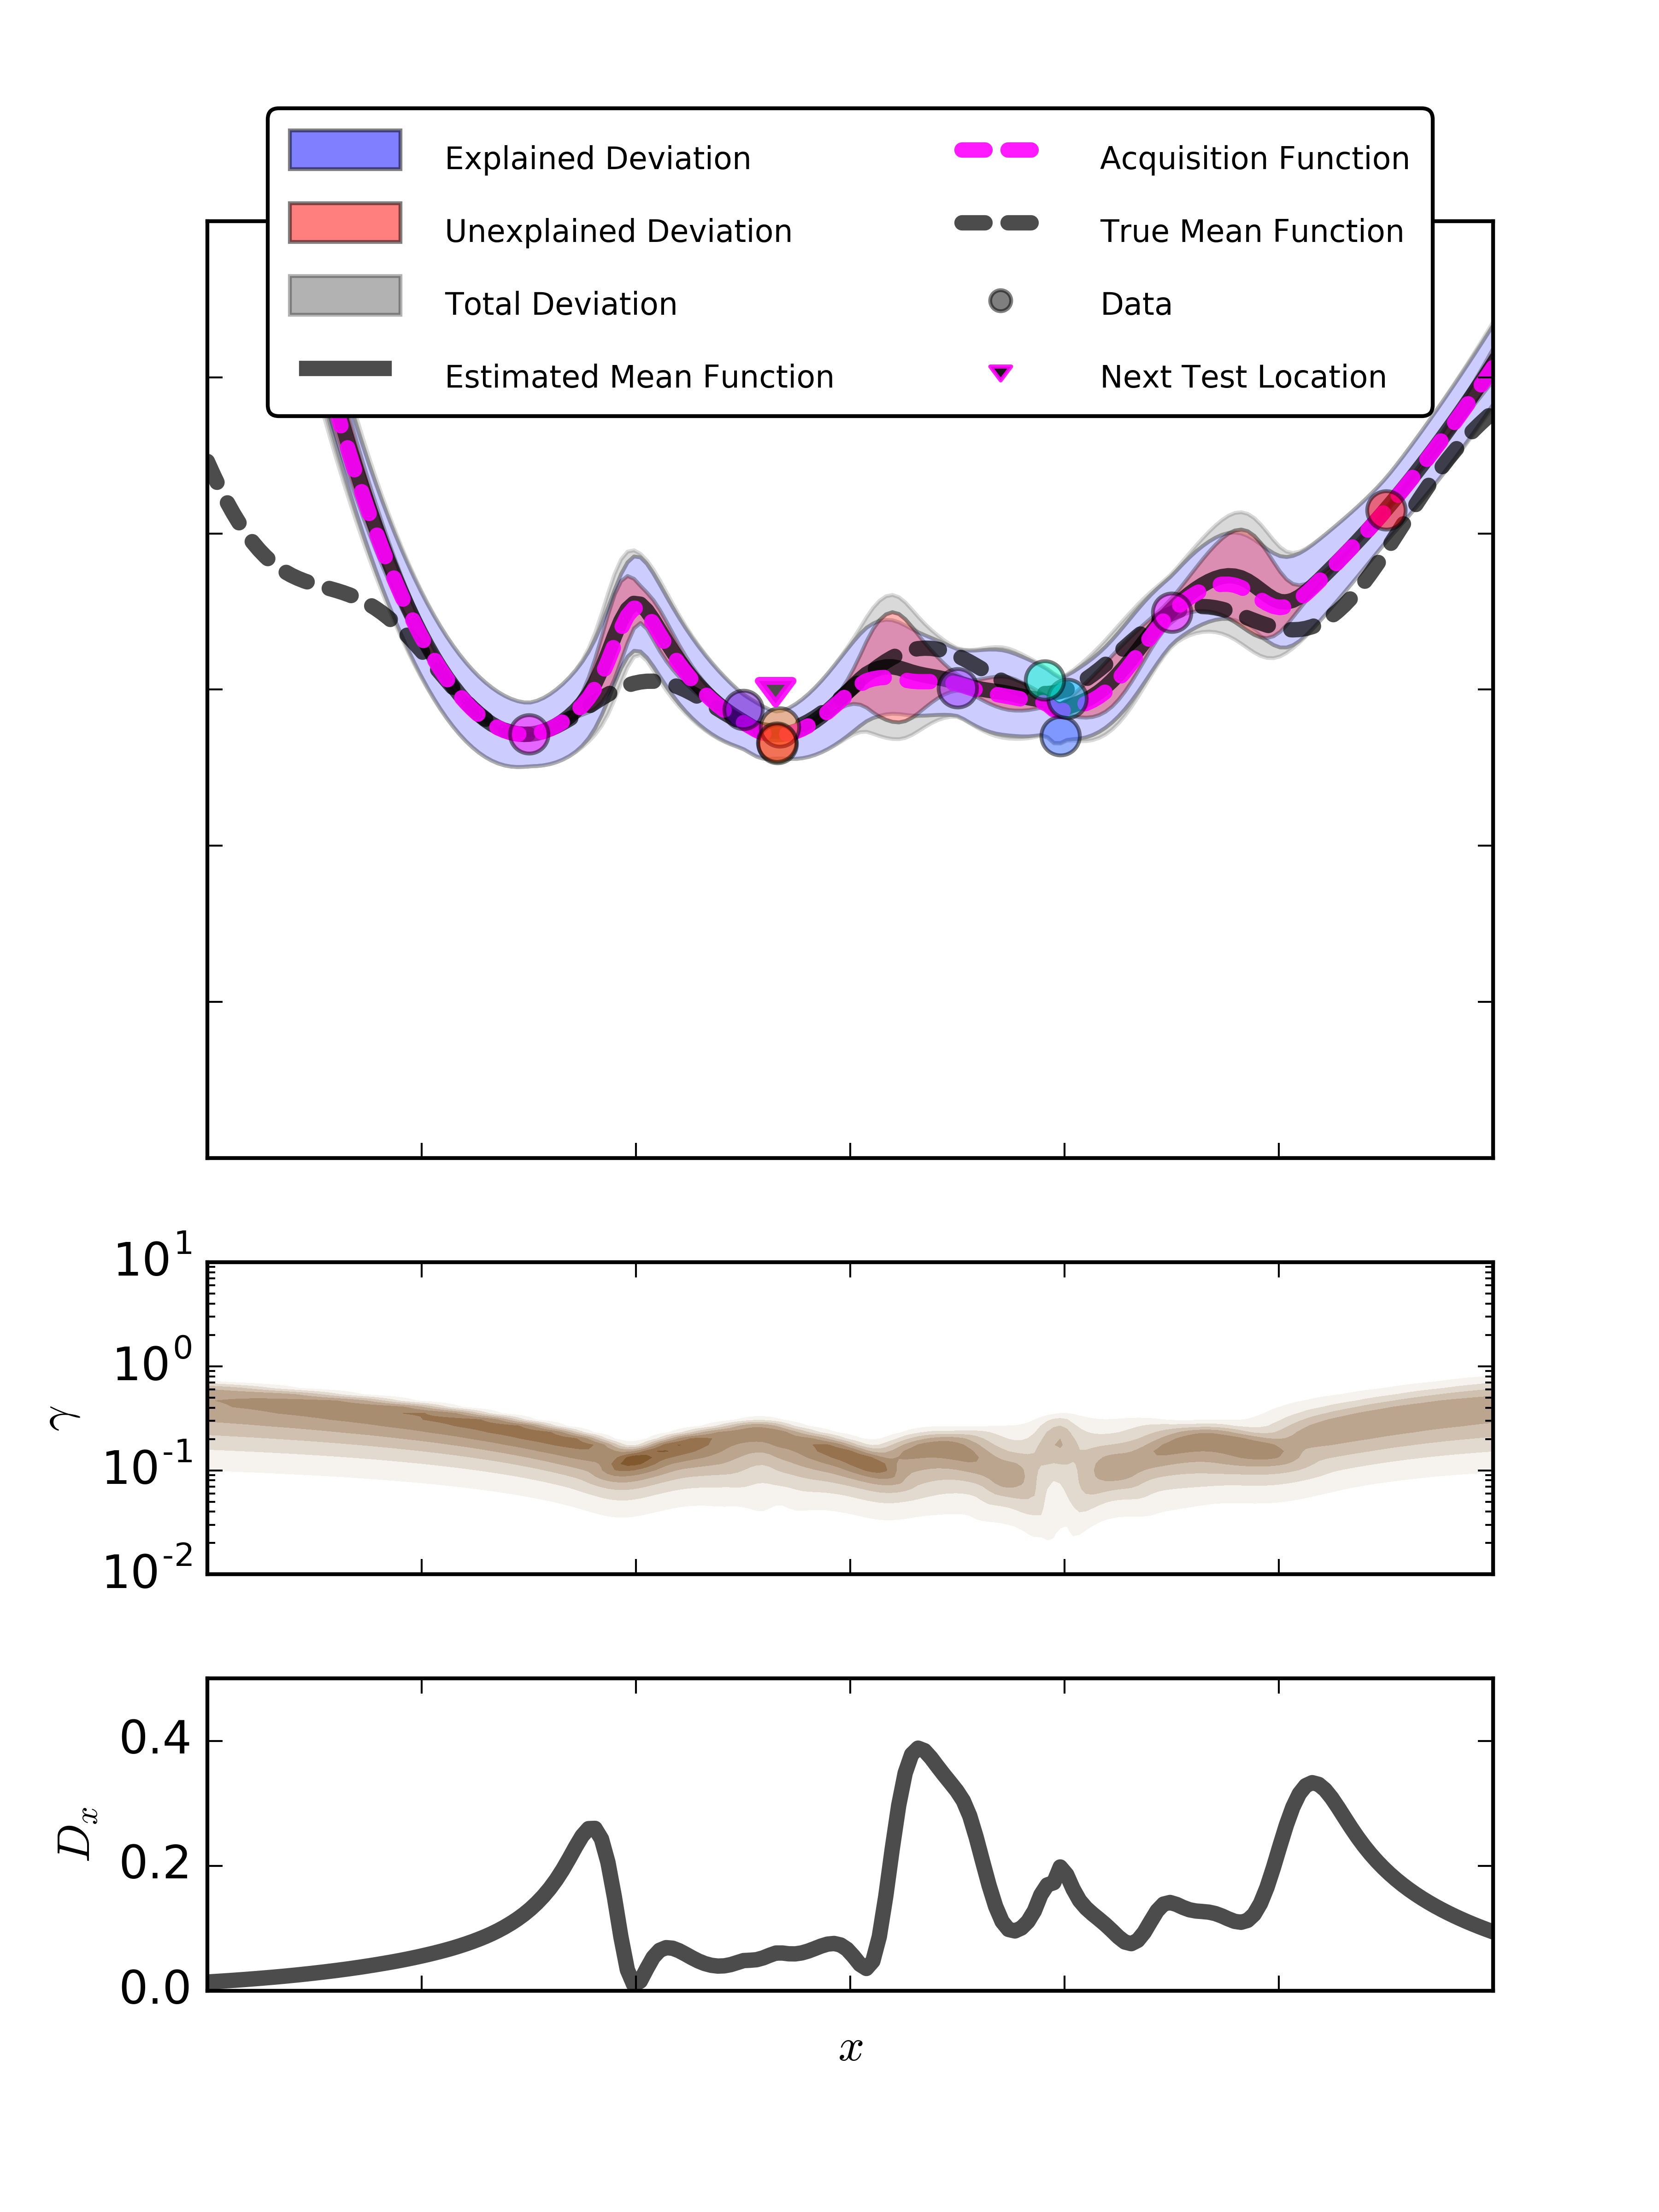 Explained Deviation Acquisition Function
Unexplained Deviation True Mean Function
Total Deviation Data
Estimated Mean Function Next Test Location
10^1
10^0
γ
10^-1
10^-2
0.4
D_x
0.2
0.0
x